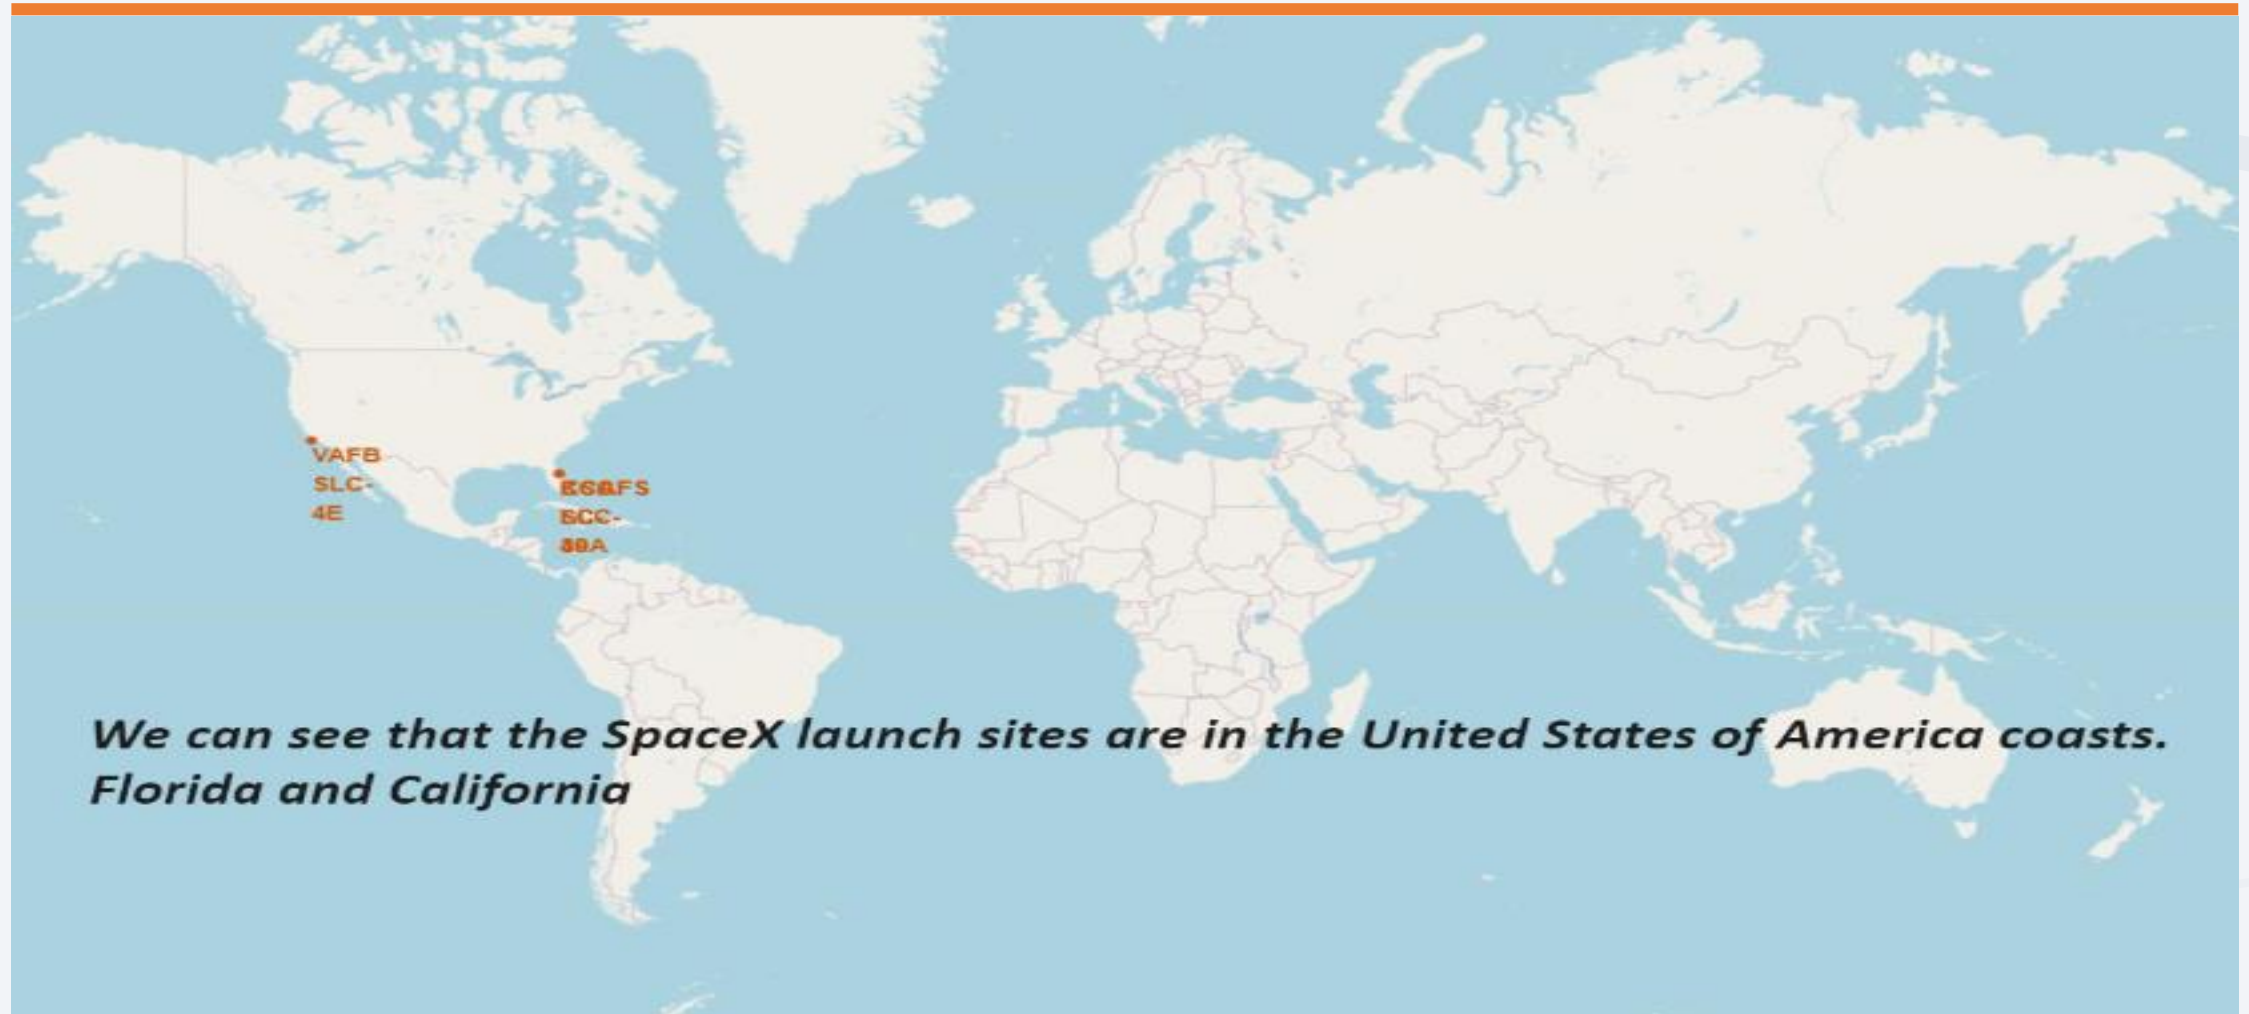 VAFB
SLC-
4E
We can see that the SpaceX launch sites are in the United States of America coasts.
Florida and California